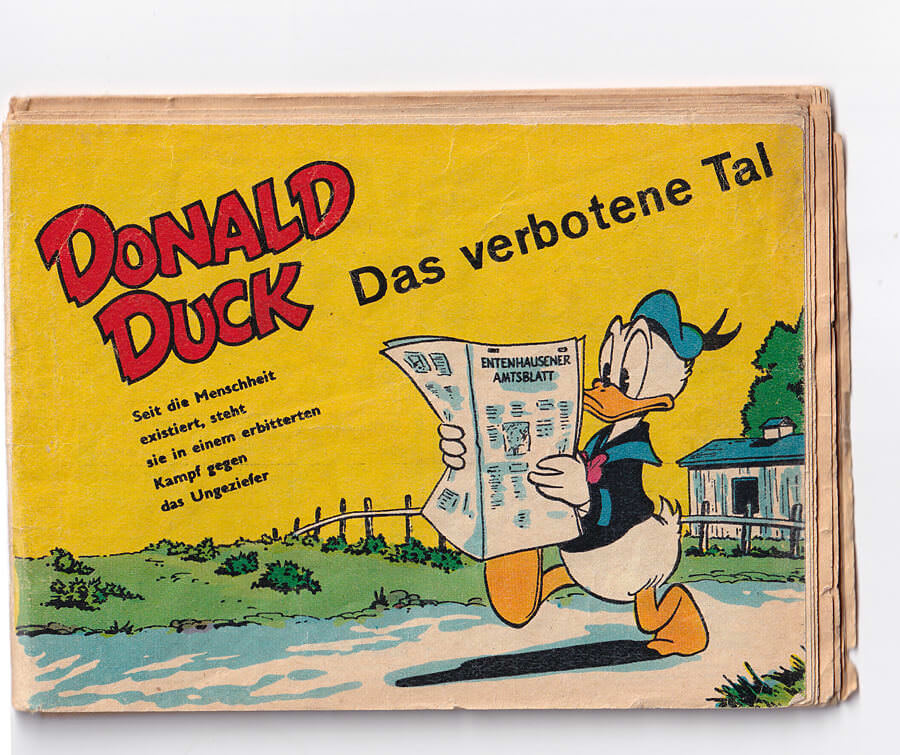 DONALD
DUCK
Das verbotene Tal
Seit die Menschheit
existiert, steht
sie in einem erbitterten
Kampf gegen
das Ungeziefer
ENTENHAUSENER
AMTSBLATT